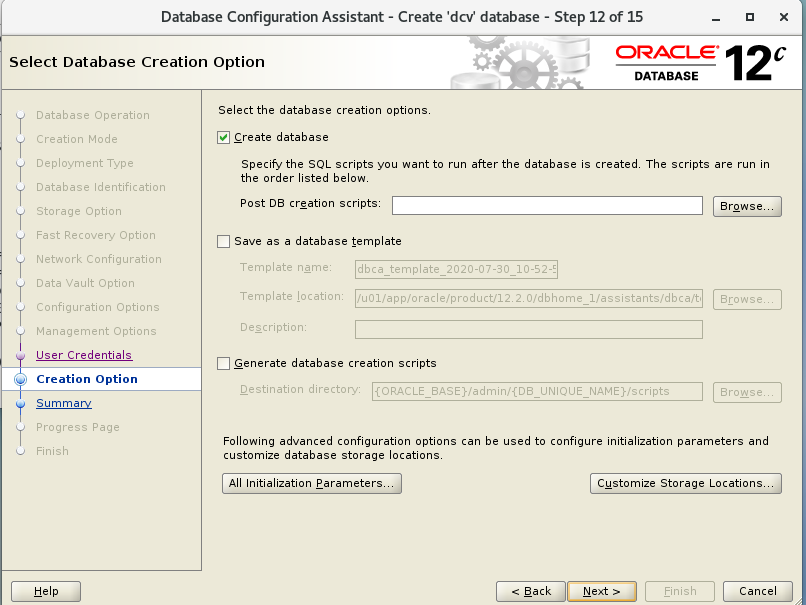 Database Configuration Assistant - Create 'dcv' database - Step 12 of 15
Select Database Creation Option
ORACLE
DATABASE
12c
Database Operation
Creation Mode
Deployment Type
Database Identification
Storage Option
Fast Recovery Option
Network Configuration
Data Vault Option
Configuration Options
Management Options
User Credentials
Creation Option
Summary
Progress Page
Finish
Select the database creation options.
Create database
Specify the SQL scripts you want to run after the database is created. The scripts are run in
the order listed below.
Post DB creation scripts:
Browse...
Save as a database template
Template name:
dbca_template_2020-07-30_10-52-5
Template location:
/u01/app/oracle/product/12.2.0/dbhome_1/assistants/dbca/t
Browse...
Description:
Generate database creation scripts
Destination directory:
{ORACLE_BASE}/admin/{DB_UNIQUE_NAME}/scripts
Browse...
Following advanced configuration options can be used to configure initialization parameters and
customize database storage locations.
All Initialization Parameters...
Customize Storage Locations...
Help
< Back
Next >
Finish
Cancel